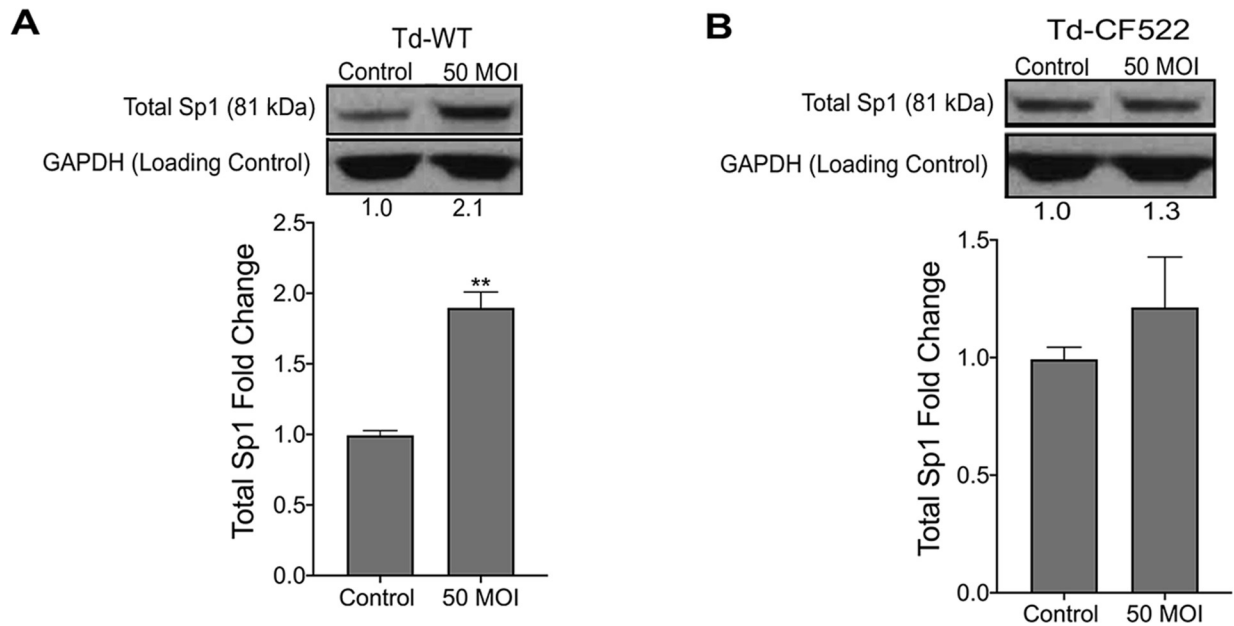 A
Td-WT
Control 50 MOI
Total Sp1 (81 kDa)
GAPDH (Loading Control)
1.0 2.1
Total Sp1 Fold Change
2.5
2.0
1.5
1.0
0.5
0.0
**
Control 50 MOI
B
Td-CF522
Control 50 MOI
Total Sp1 (81 kDa)
GAPDH (Loading Control)
1.0 1.3
Total Sp1 Fold Change
1.5
1.0
0.5
0.0
Control 50 MOI